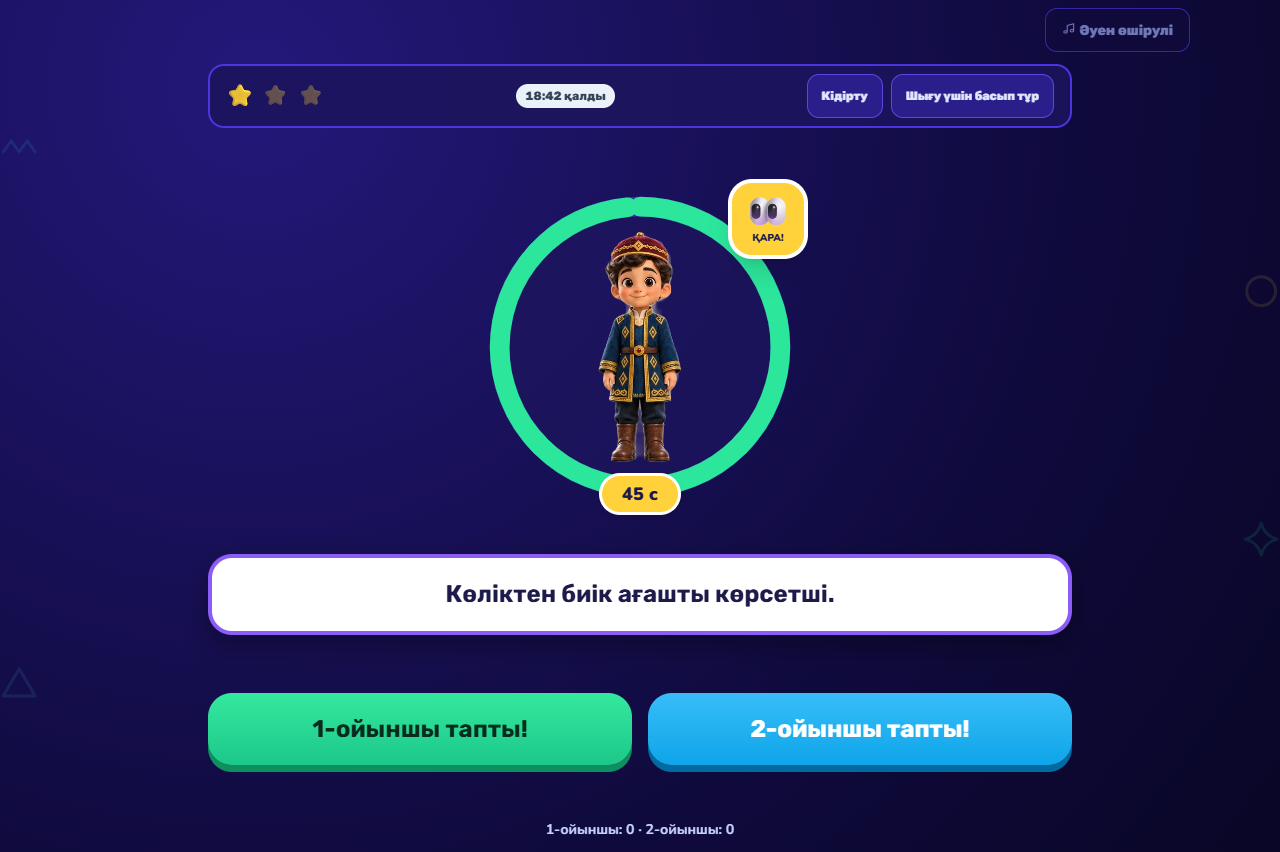 Әуен өшірулі
18:42 қалды
Кідірту
Шығу үшін басып тұр
ҚАРА!
45 с
Көліктен биік ағашты көрсетші.
1-ойыншы тапты!
2-ойыншы тапты!
1-ойыншы: 0 · 2-ойыншы: 0